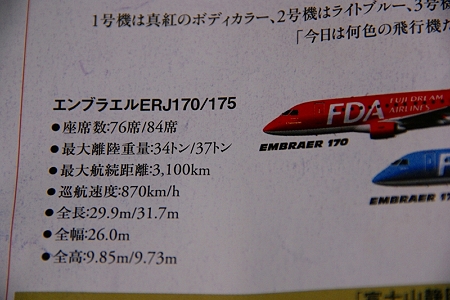 1号機は真紅のボディカラー、2号機はライトブルー、3号機
「今日は何色の飛行機だ
エンブラエルERJ170/175
●座席数:76席/84席
●最大離陸重量:34トン/37トン
●最大航続距離:3,100km
●巡航速度:870km/h
●全長:29.9m/31.7m
●全幅:26.0m
●全高:9.85m/9.73m
FDA FUJI DREAM
AIRLINES
EMBRAER 170
F
EMBRAER 17